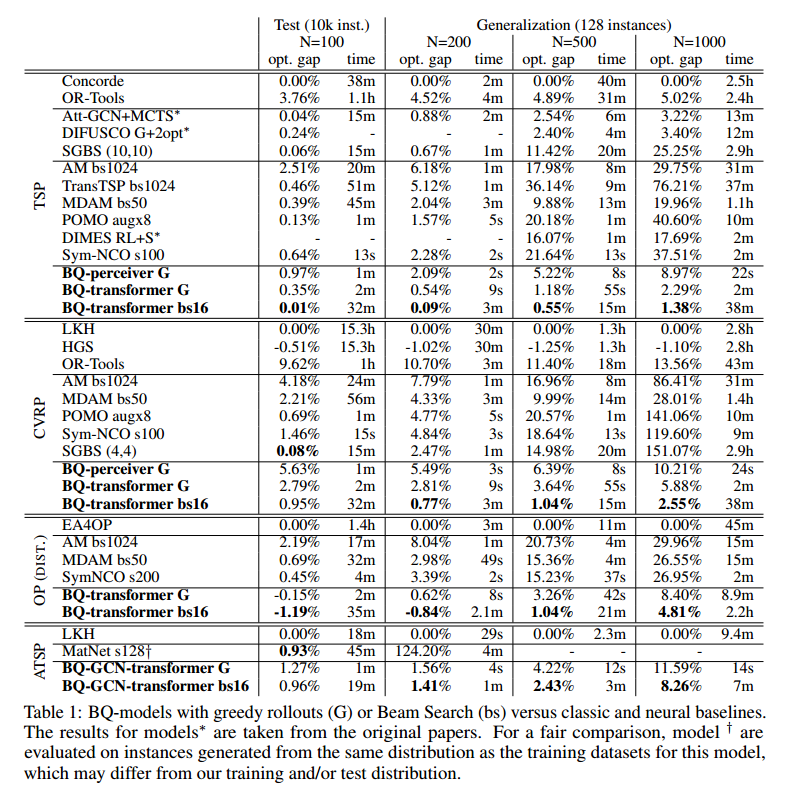 Test (10k inst.) Generalization (128 instances)
N=100 N=200 N=500 N=1000
opt. gap time opt. gap time opt. gap time opt. gap time
TSP
Concorde 0.00% 38m 0.00% 2m 0.00% 40m 0.00% 2.5h
OR-Tools 3.76% 1.1h 4.52% 4m 4.89% 31m 5.02% 2.4h
Att-GCN+MCTS* 0.04% 15m 0.88% 2m 2.54% 6m 3.22% 13m
DIFUSCO G+2opt* 0.24% - - - 2.40% 4m 3.40% 12m
SGBS (10,10) 0.06% 15m 0.67% 1m 11.42% 20m 25.25% 2.9h
AM bs1024 2.51% 20m 6.18% 1m 17.98% 8m 29.75% 31m
TransTSP bs1024 0.46% 51m 5.12% 1m 36.14% 9m 76.21% 37m
MDAM bs50 0.39% 45m 2.04% 3m 9.88% 13m 19.96% 1.1h
POMO augx8 0.13% 1m 1.57% 5s 20.18% 1m 40.60% 10m
DIMES RL+S* - - - - 16.07% 1m 17.69% 2m
Sym-NCO s100 0.64% 13s 2.28% 2s 21.64% 13s 37.51% 2m
BQ-perceiver G 0.97% 1m 2.09% 2s 5.22% 8s 8.97% 22s
BQ-transformer G 0.35% 2m 0.54% 9s 1.18% 55s 2.29% 2m
BQ-transformer bs16 0.01% 32m 0.09% 3m 0.55% 15m 1.38% 38m
CVRP
LKH 0.00% 15.3h 0.00% 30m 0.00% 1.3h 0.00% 2.8h
HGS -0.51% 15.3h -1.02% 30m -1.25% 1.3h -1.10% 2.8h
OR-Tools 9.62% 1h 10.70% 3m 11.40% 18m 13.56% 43m
AM bs1024 4.18% 24m 7.79% 1m 16.96% 8m 86.41% 31m
MDAM bs50 2.21% 56m 4.33% 3m 9.99% 14m 28.01% 1.4h
POMO augx8 0.69% 1m 4.77% 5s 20.57% 1m 141.06% 10m
Sym-NCO s100 1.46% 15s 4.84% 3s 18.64% 13s 119.60% 9m
SGBS (4,4) 0.08% 15m 2.47% 1m 14.98% 20m 151.07% 2.9h
BQ-perceiver G 5.63% 1m 5.49% 3s 6.39% 8s 10.21% 24s
BQ-transformer G 2.79% 2m 2.81% 9s 3.64% 55s 5.88% 2m
BQ-transformer bs16 0.95% 32m 0.77% 3m 1.04% 15m 2.55% 38m
OP (DIST.)
EA4OP 0.00% 1.4h 0.00% 3m 0.00% 11m 0.00% 45m
AM bs1024 2.19% 17m 8.04% 1m 20.73% 4m 29.96% 15m
MDAM bs50 0.69% 32m 2.98% 49s 15.36% 4m 26.55% 15m
SymNCO s200 0.45% 4m 3.39% 2s 15.23% 37s 26.95% 2m
BQ-transformer G -0.15% 2m 0.62% 8s 3.26% 42s 8.40% 8.9m
BQ-transformer bs16 -1.19% 35m -0.84% 2.1m 1.04% 21m 4.81% 2.2h
ATSP
LKH 0.00% 18m 0.00% 29s 0.00% 2.3m 0.00% 9.4m
MatNet s128† 0.93% 45m 124.20% 4m - - -
BQ-GCN-transformer G 1.27% 1m 1.56% 4s 4.22% 12s 11.59% 14s
BQ-GCN-transformer bs16 0.96% 19m 1.41% 1m 2.43% 3m 8.26% 7m
Table 1: BQ-models with greedy rollouts (G) or Beam Search (bs) versus classic and neural baselines.
The results for models* are taken from the original papers. For a fair comparison, model † are
evaluated on instances generated from the same distribution as the training datasets for this model,
which may differ from our training and/or test distribution.